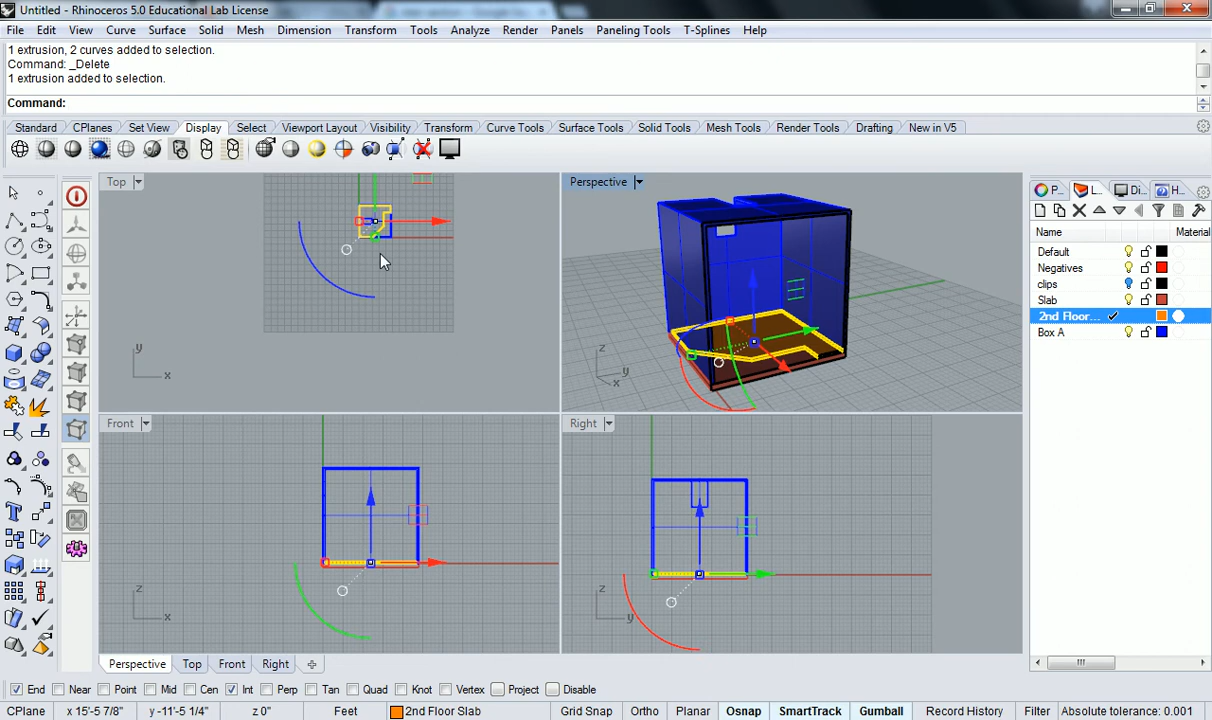 Untitled - Rhinoceros 5.0 Educational Lab License
File Edit View Curve Surface Solid Mesh Dimension Transform Tools Analyze Render Panels Paneling Tools T-Splines Help
1 extrusion, 2 curves added to selection.
Command: _Delete
1 extrusion added to selection.
Command:
Standard CPlanes Set View Display Select Viewport Layout Visibility Transform Curve Tools Surface Tools Solid Tools Mesh Tools Render Tools Drafting New in V5
Top Perspective P... L... Di... H...
Name Material
Default
Negatives
clips
Slab
2nd Floor...
Box A
y x
z y x
Front Right
z x
z y
Perspective Top Front Right
End Near Point Mid Cen Int Perp Tan Quad Knot Vertex Project Disable
CPlane x 15'-5 7/8" y -11'-5 1/4" z 0" Feet 2nd Floor Slab Grid Snap Ortho Planar Osnap SmartTrack Gumball Record History Filter Absolute tolerance: 0.001